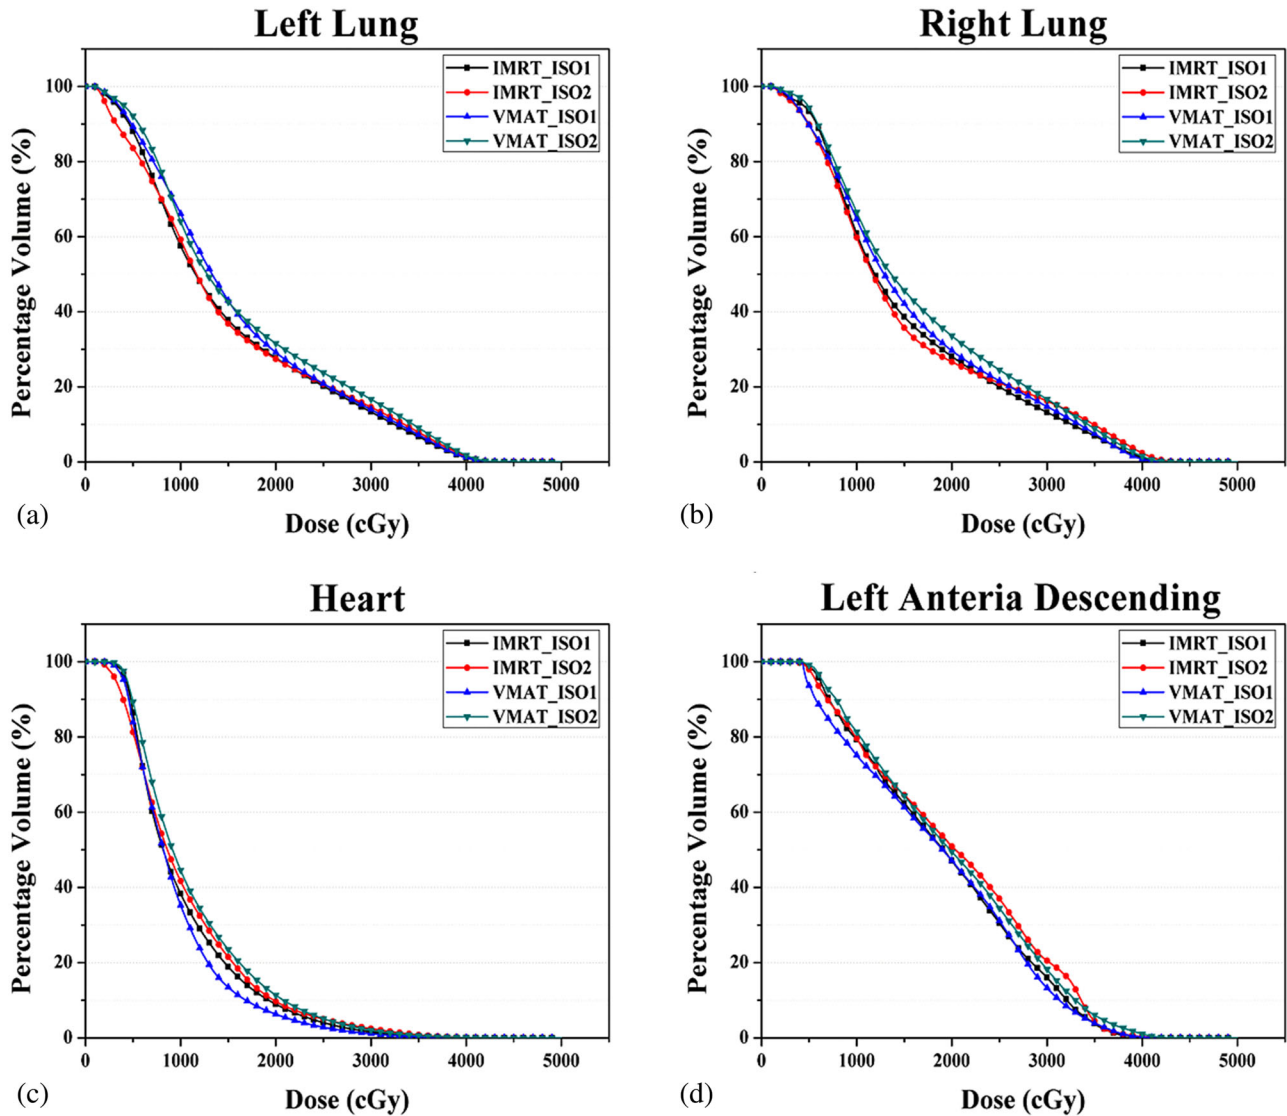 Left Lung
IMRT_ISO1
IMRT_ISO2
VMAT_ISO1
VMAT_ISO2
100
80
60
40
20
0
Percentage Volume (%)
0 1000 2000 3000 4000 5000
Dose (cGy)
(a)
Right Lung
IMRT_ISO1
IMRT_ISO2
VMAT_ISO1
VMAT_ISO2
100
80
60
40
20
0
Percentage Volume (%)
0 1000 2000 3000 4000 5000
Dose (cGy)
(b)
Heart
IMRT_ISO1
IMRT_ISO2
VMAT_ISO1
VMAT_ISO2
100
80
60
40
20
0
Percentage Volume (%)
0 1000 2000 3000 4000 5000
Dose (cGy)
(c)
Left Anteria Descending
IMRT_ISO1
IMRT_ISO2
VMAT_ISO1
VMAT_ISO2
100
80
60
40
20
0
Percentage Volume (%)
0 1000 2000 3000 4000 5000
Dose (cGy)
(d)